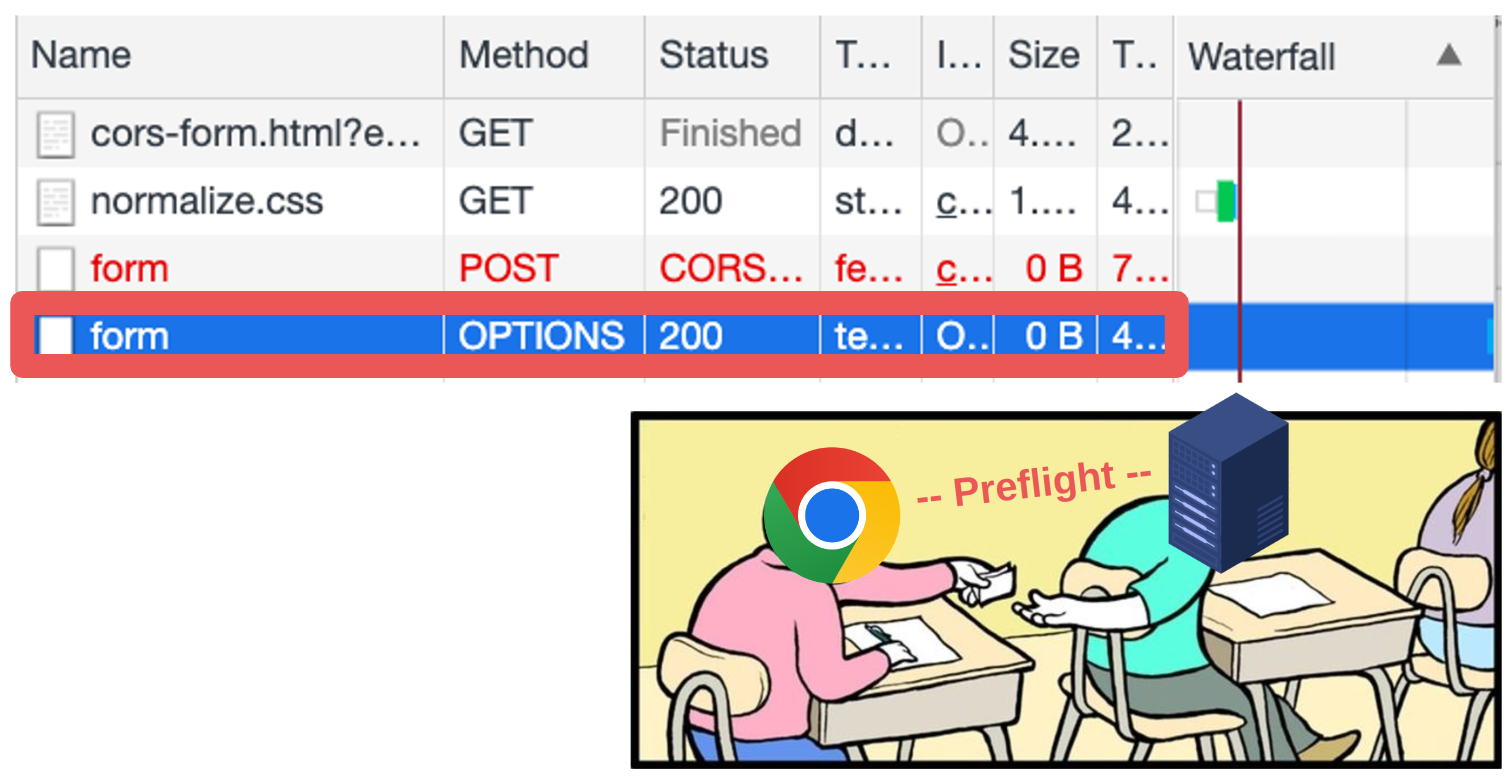 Name Method Status T... I... Size T.. Waterfall ▲
cors-form.html?e... GET Finished d... O.. 4.... 2...
normalize.css GET 200 st... c... 1.... 4...
form POST CORS... fe... c... 0 B 7...
form OPTIONS 200 te... O.. 0 B 4...
-- Preflight --